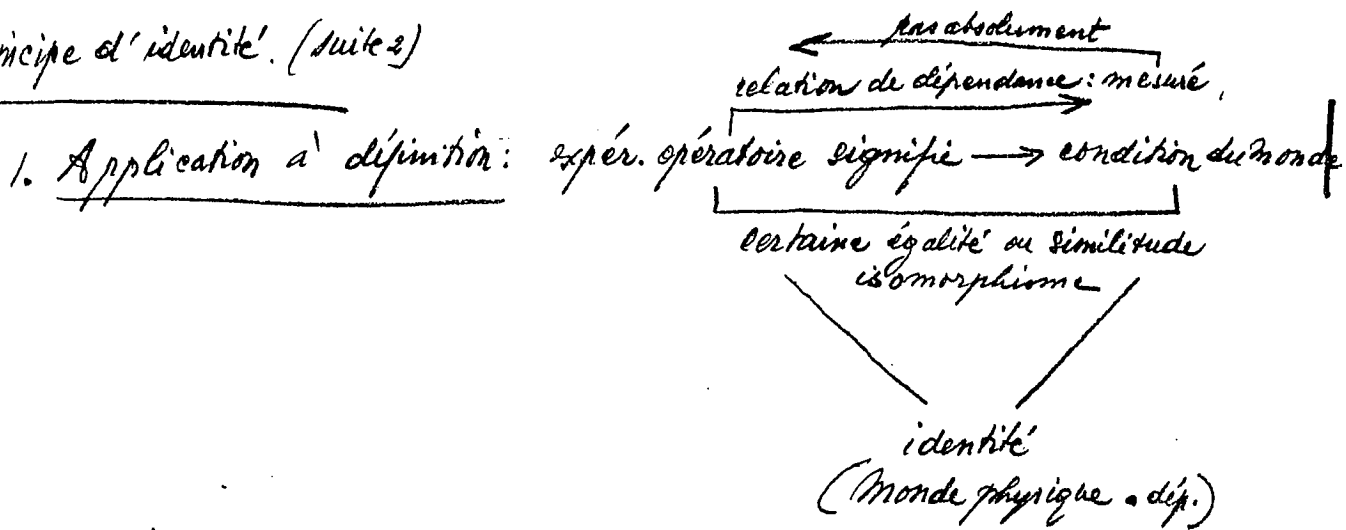 ncipe d'identité. (suite 2)
pas absolument
relation de dépendance : mesuré,
1. Application à définition : expér. opératoire signifie → condition du monde
certaine égalité ou similitude
isomorphisme
identité
(Monde physique • dép.)